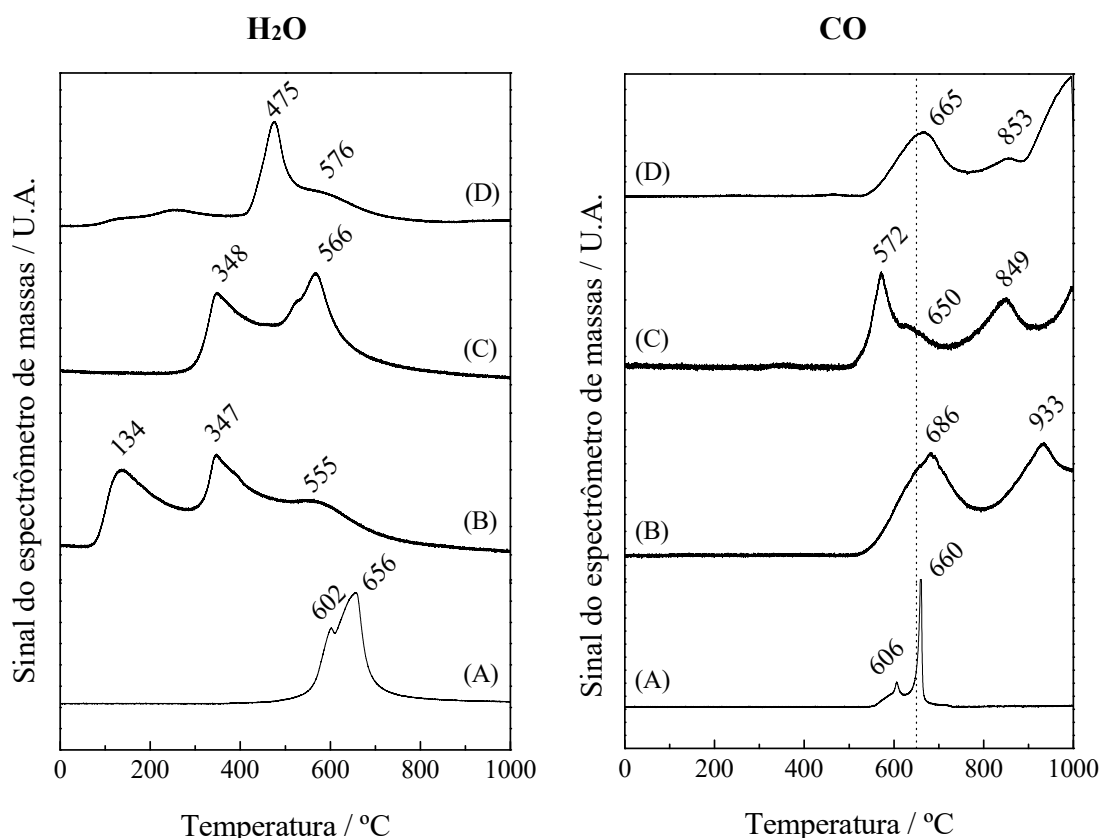 H2O
Sinal do espectrômetro de massas / U.A.
475
576
(D)
348
566
(C)
134
347
555
(B)
602
656
(A)
0 200 400 600 800 1000
Temperatura / ºC
CO
Sinal do espectrômetro de massas / U.A.
665
853
(D)
572
650
849
(C)
686
933
(B)
660
606
(A)
0 200 400 600 800 1000
Temperatura / ºC